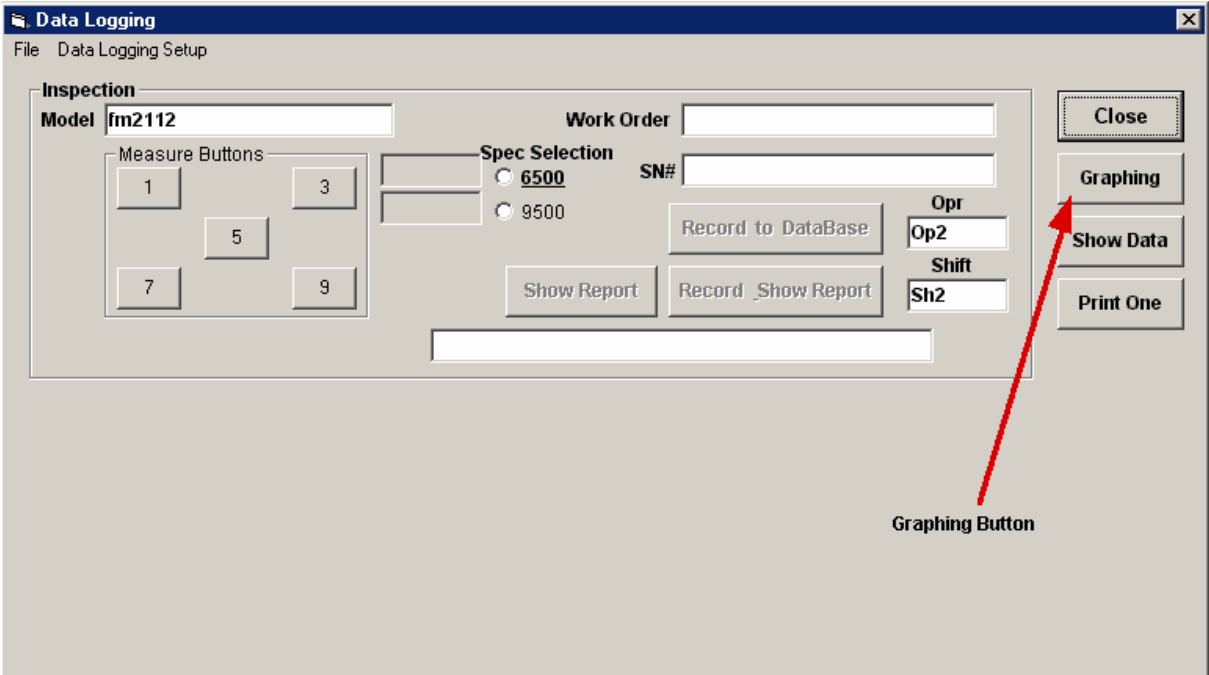 Data Logging
File Data Logging Setup
Inspection
Model fm2112
Work Order
Measure Buttons
1
3
5
7
9
Spec Selection
6500
9500
SN#
Record to DataBase
Show Report
Record _Show Report
Opr
Op2
Shift
Sh2
Close
Graphing
Show Data
Print One
Graphing Button